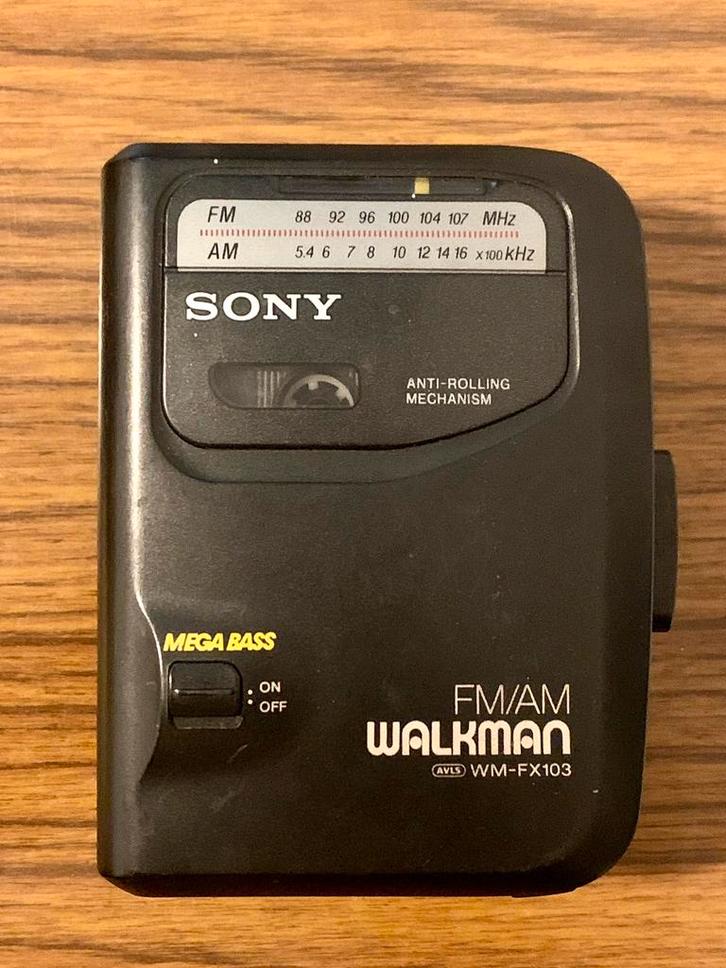 FM 88 92 96 100 104 107 MHz
AM 5.4 6 7 8 10 12 14 16 x100 kHz
SONY
ANTI-ROLLING
MECHANISM
MEGA BASS
ON
OFF
FM/AM
WALKMAN
AVLS WM-FX103